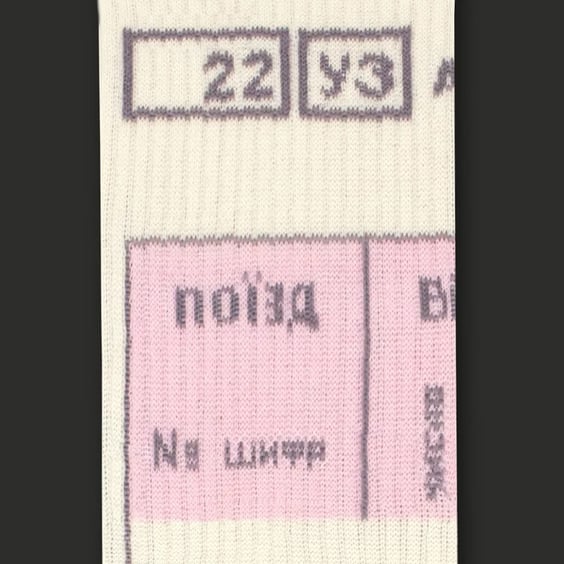 22 УЗ
поїзд
№ шифр